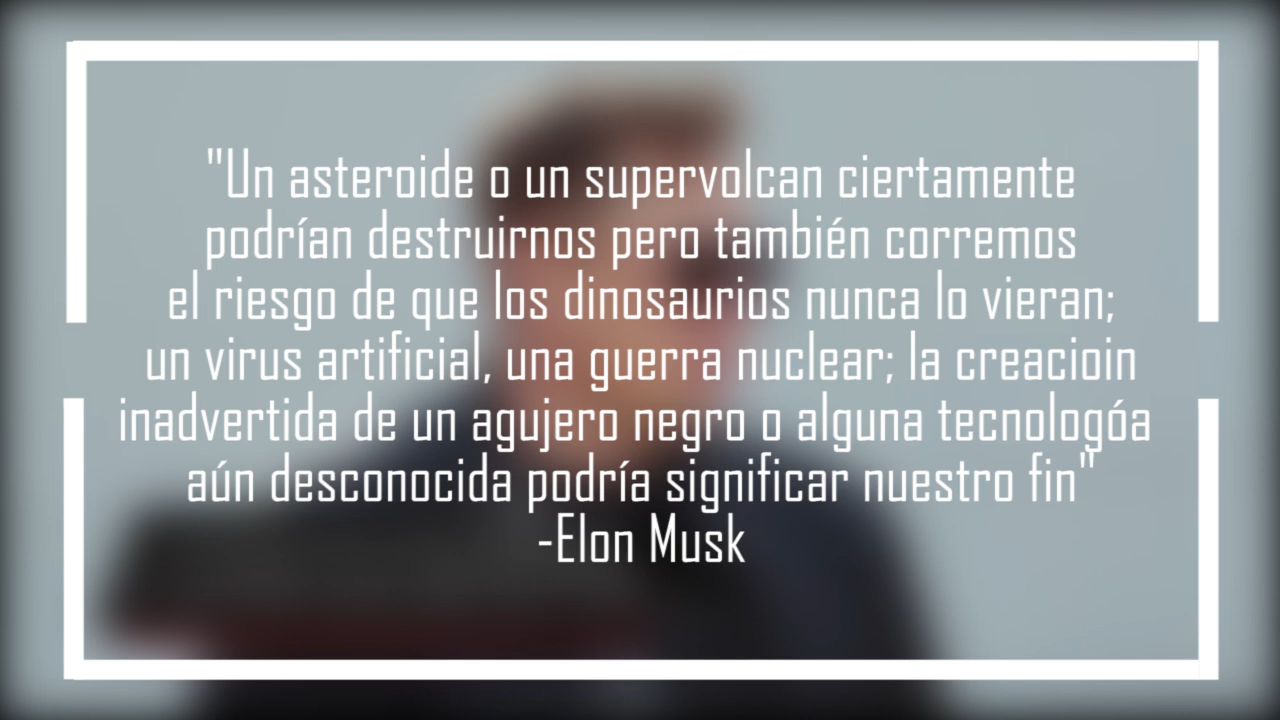 "Un asteroide o un supervolcan ciertamente
podrían destruirnos pero también corremos
el riesgo de que los dinosaurios nunca lo vieran;
un virus artificial, una guerra nuclear; la creacioin
inadvertida de un agujero negro o alguna tecnologóa
aún desconocida podría significar nuestro fin"
-Elon Musk